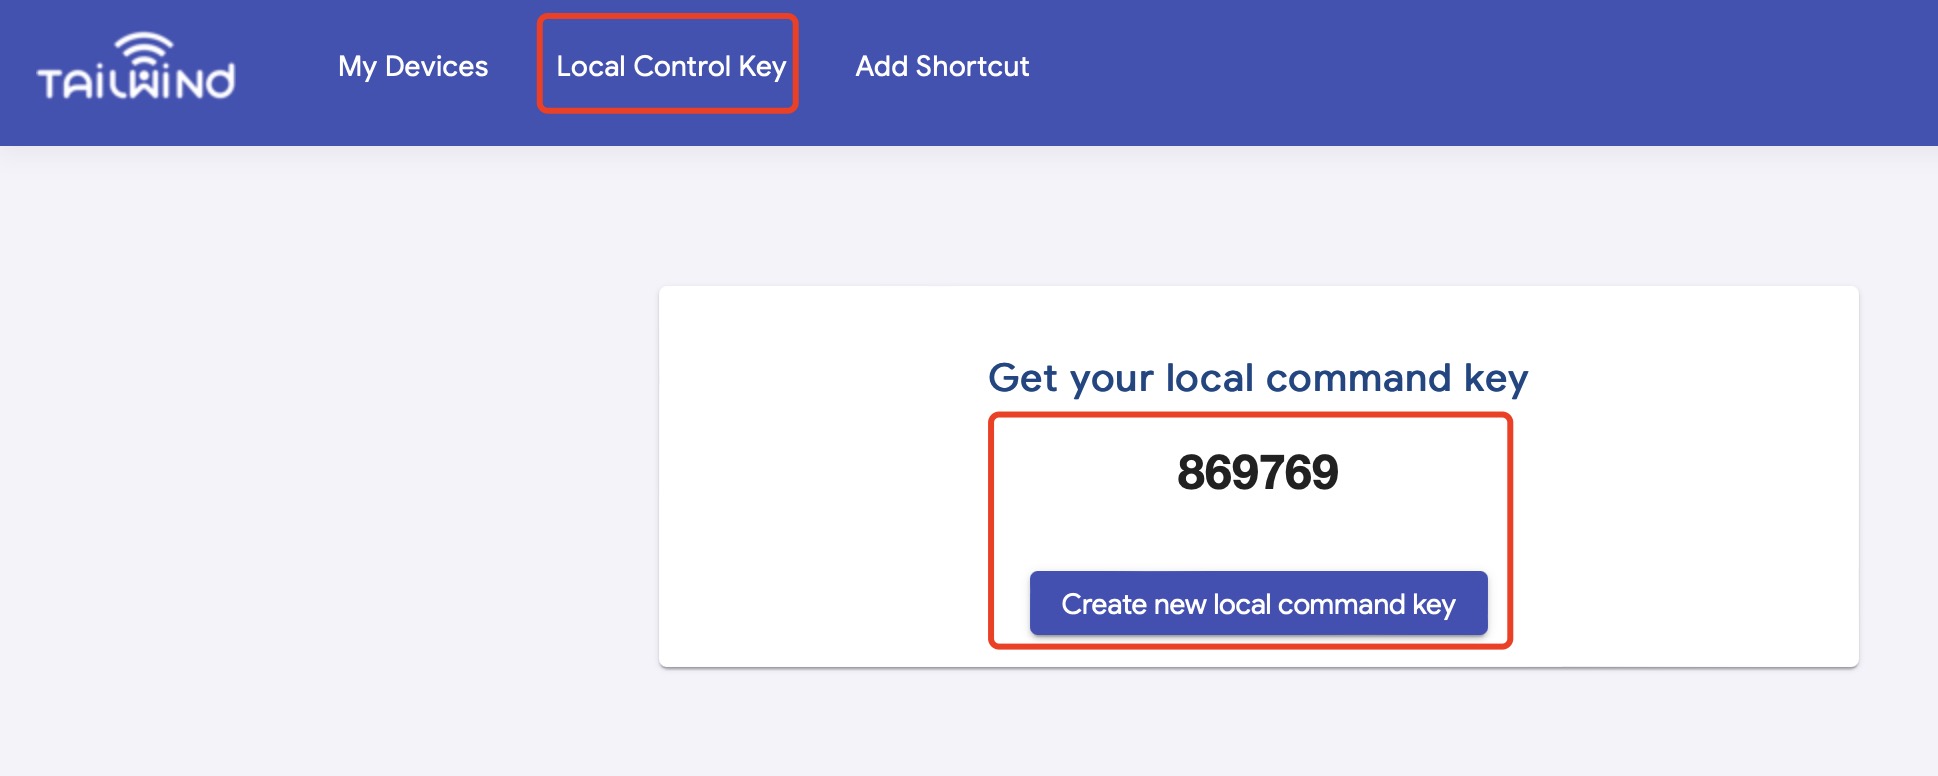 TAILWIND
My Devices
Local Control Key
Add Shortcut
Get your local command key
869769
Create new local command key